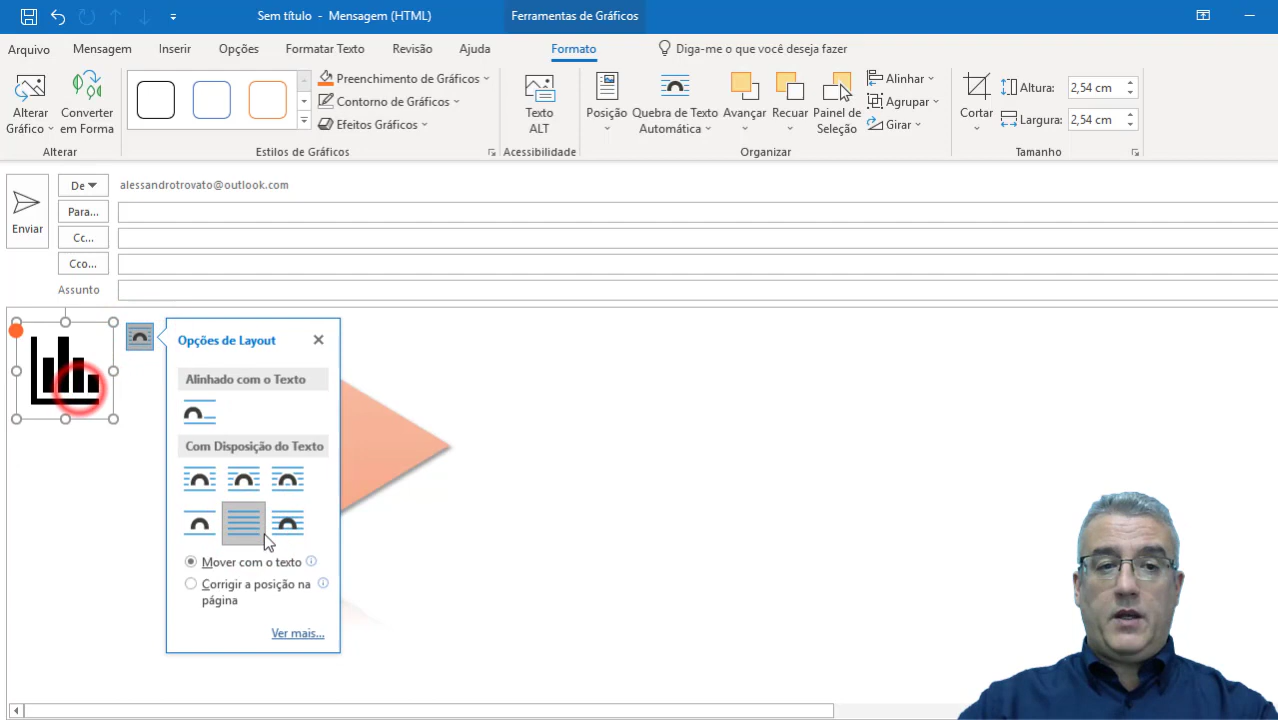 Sem título - Mensagem (HTML)
Ferramentas de Gráficos
Arquivo Mensagem Inserir Opções Formatar Texto Revisão Ajuda Formato Diga-me o que você deseja fazer
Alterar Gráfico
Converter em Forma
Alterar
Preenchimento de Gráficos
Contorno de Gráficos
Efeitos Gráficos
Estilos de Gráficos
Texto ALT
Acessibilidade
Posição
Quebra de Texto Automática
Avançar
Recuar
Painel de Seleção
Alinhar
Agrupar
Girar
Organizar
Cortar
Altura: 2,54 cm
Largura: 2,54 cm
Tamanho
Enviar
De alessandrotrovato@outlook.com
Para...
Cc...
Cco...
Assunto
Opções de Layout
Alinhado com o Texto
Com Disposição do Texto
Mover com o texto
Corrigir a posição na
página
Ver mais...